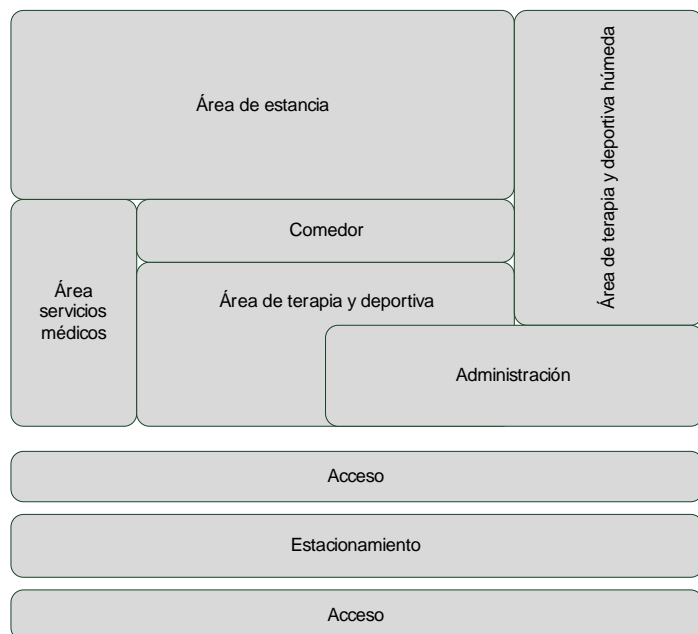 Área de estancia
Área de terapia y deportiva húmeda
Comedor
Área
servicios
médicos
Área de terapia y deportiva
Administración
Acceso
Estacionamiento
Acceso